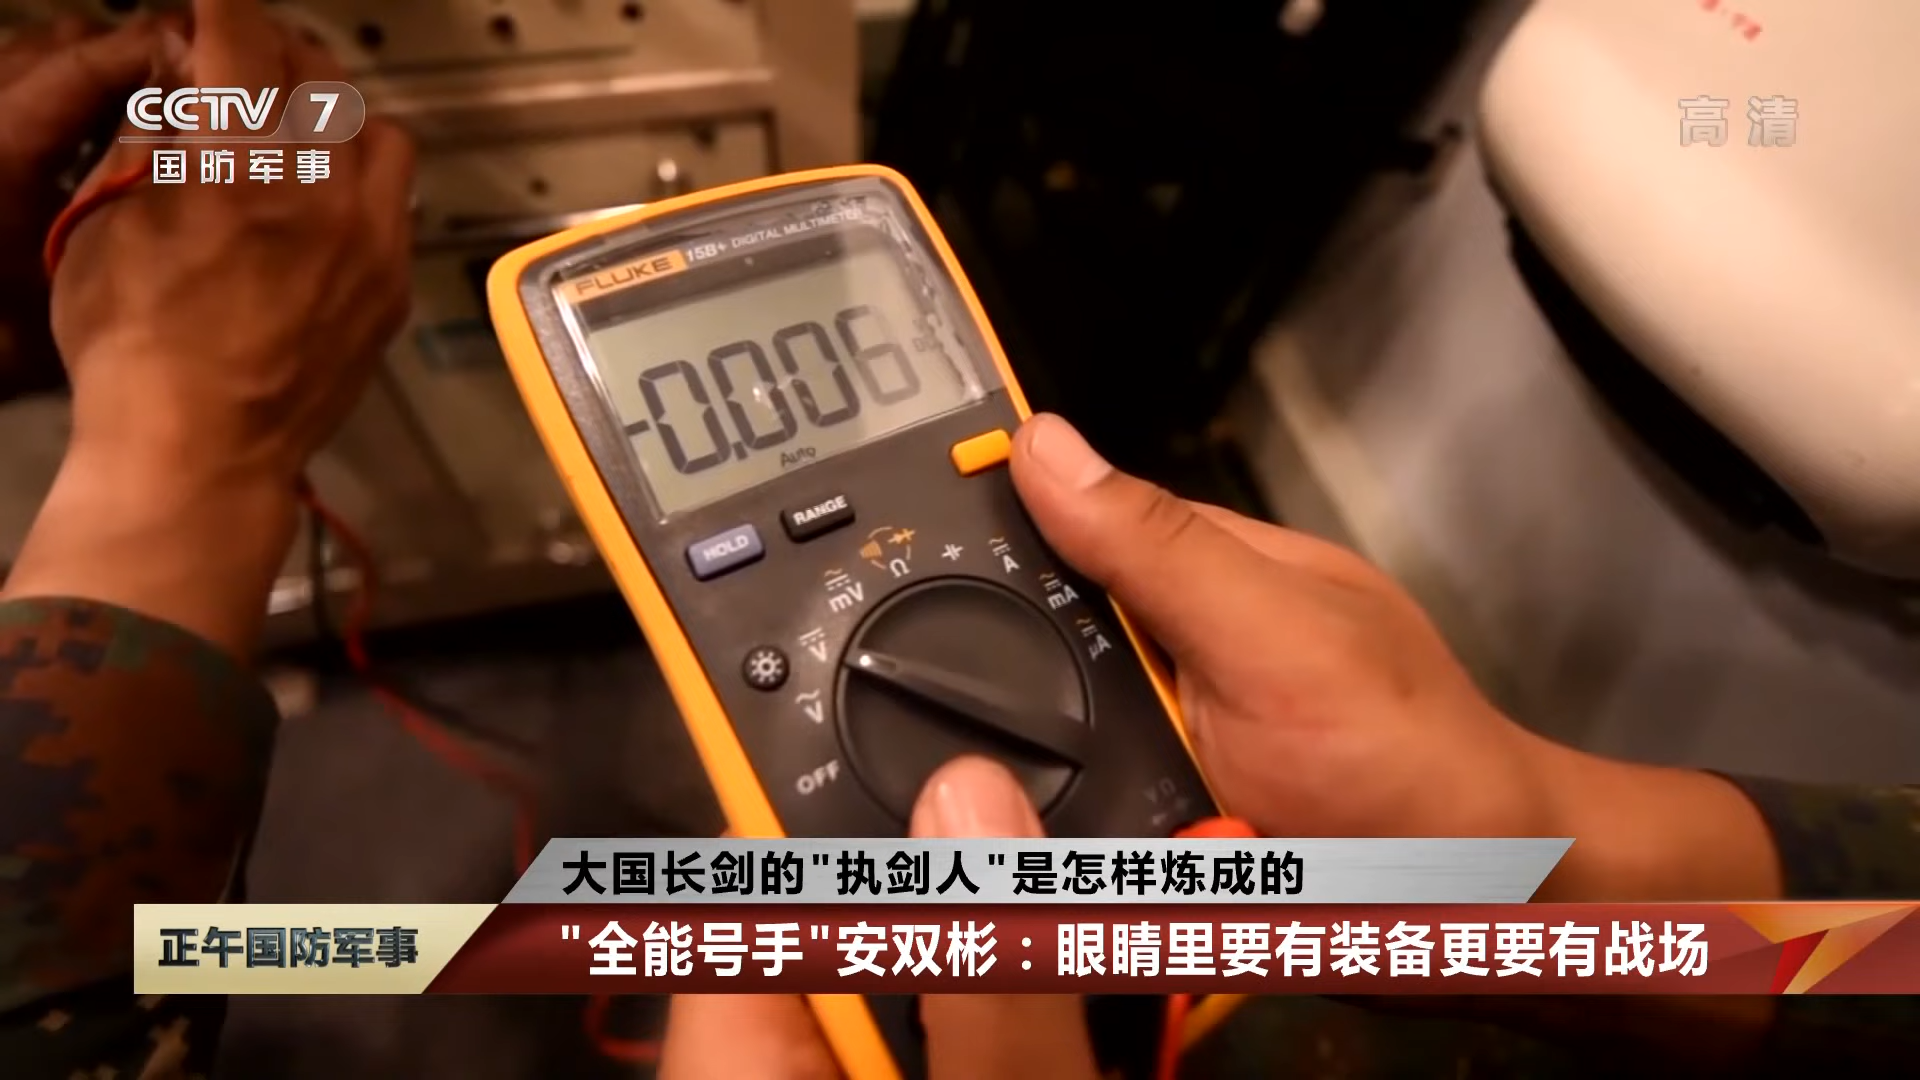 CCTV 7
国防军事
高清
FLUKE 15B+ DIGITAL MULTIMETER
-0.006
DC
Auto
HOLD
RANGE
mV
Ω
A
mA
µA
V
V
OFF
VΩ
大国长剑的"执剑人"是怎样炼成的
正午国防军事
"全能号手"安双彬：眼睛里要有装备更要有战场